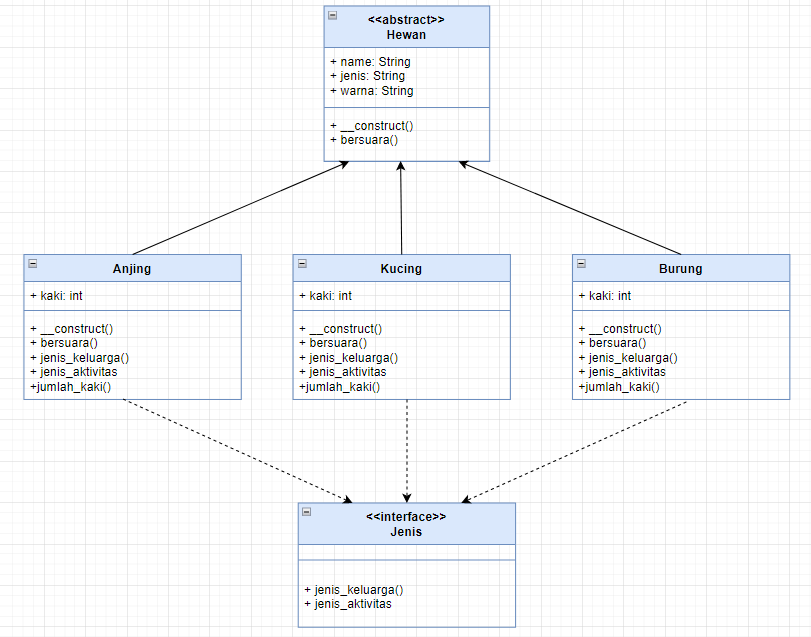 <<abstract>>
Hewan
+ name: String
+ jenis: String
+ warna: String
+ __construct()
+ bersuara()
Anjing
+ kaki: int
+ __construct()
+ bersuara()
+ jenis_keluarga()
+ jenis_aktivitas
+jumlah_kaki()
Kucing
+ kaki: int
+ __construct()
+ bersuara()
+ jenis_keluarga()
+ jenis_aktivitas
+jumlah_kaki()
Burung
+ kaki: int
+ __construct()
+ bersuara()
+ jenis_keluarga()
+ jenis_aktivitas
+jumlah_kaki()
<<interface>>
Jenis
+ jenis_keluarga()
+ jenis_aktivitas